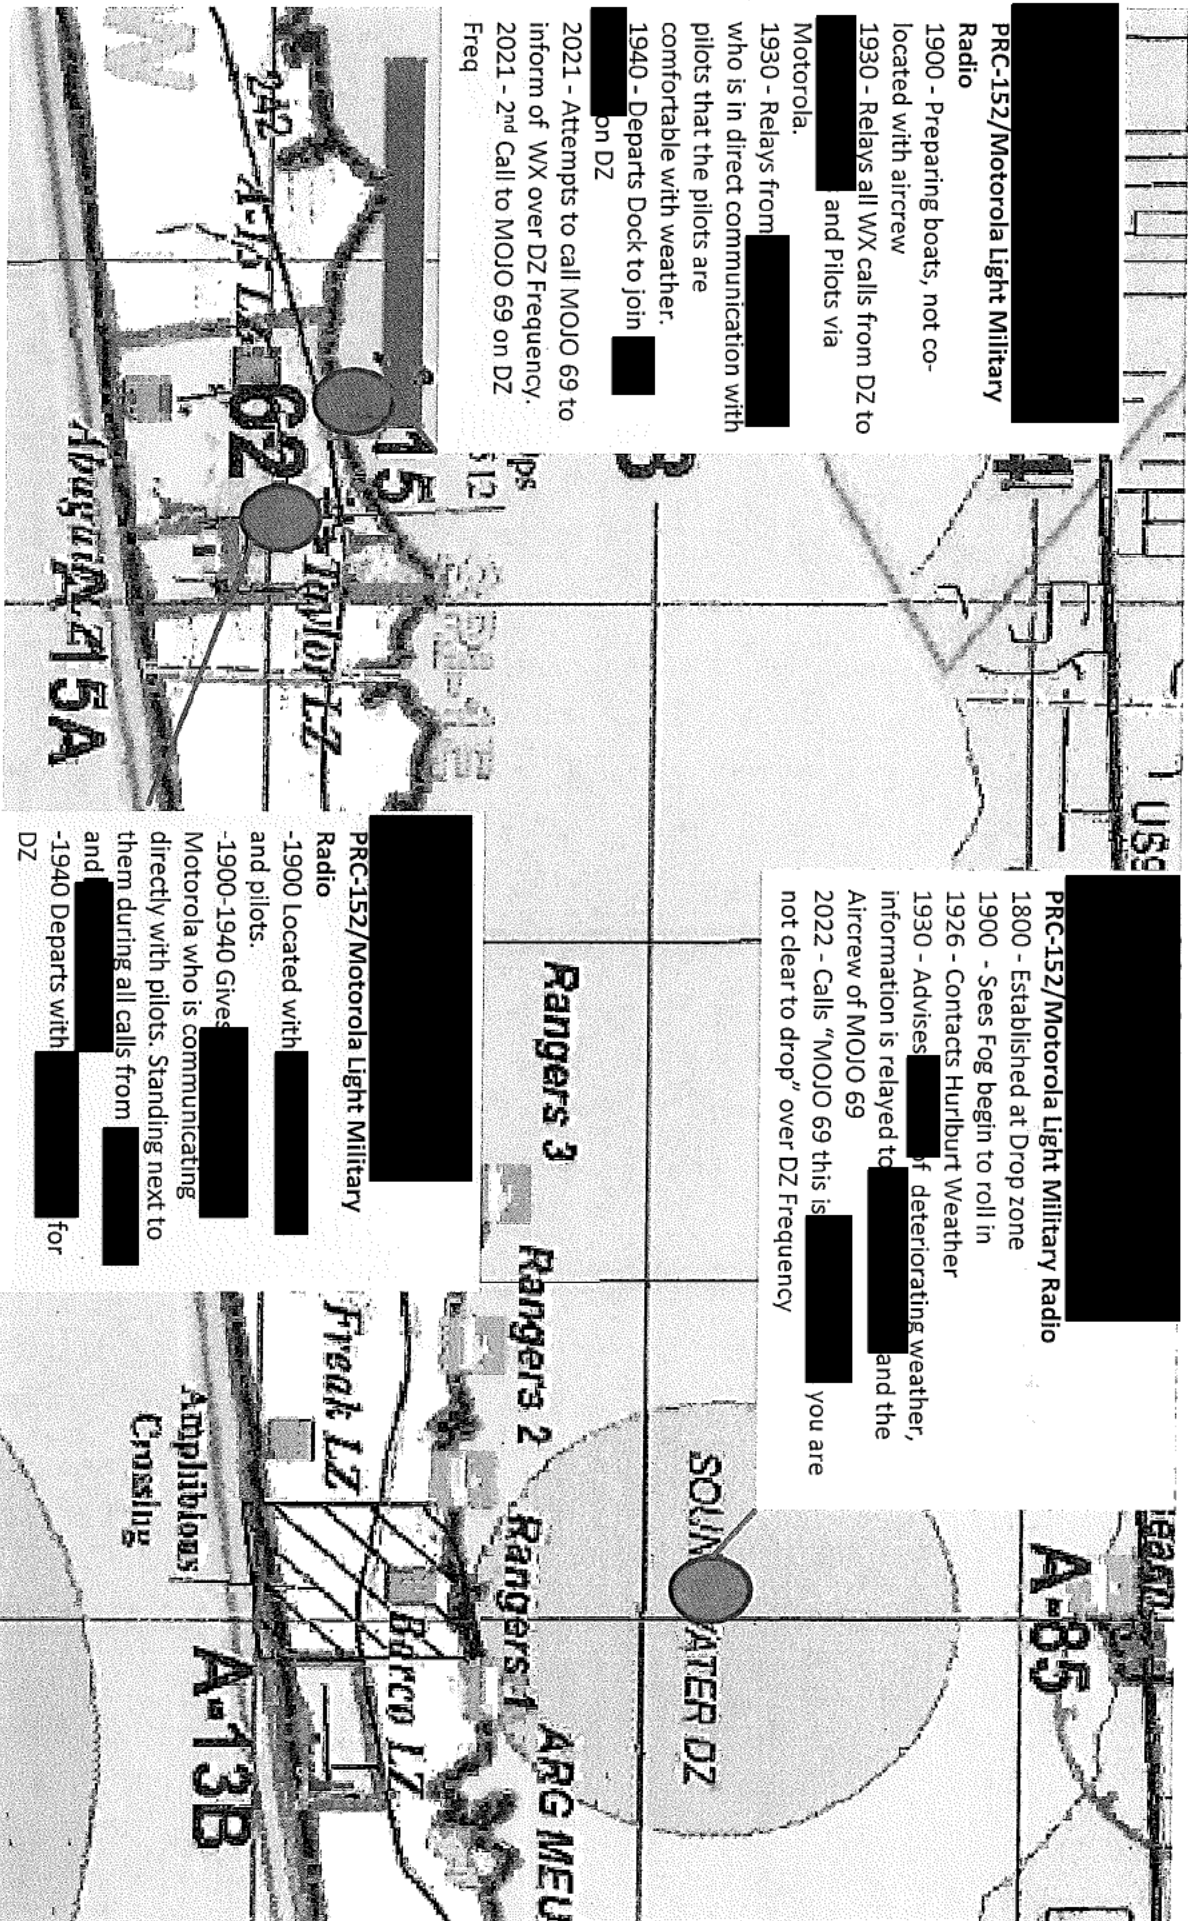 PRC-152/Motorola Light Military
Radio
1900 - Preparing boats, not co-
located with aircrew
1930 - Relays all WX calls from DZ to
and Pilots via
Motorola.
1930 - Relays from
who is in direct communication with
pilots that the pilots are
comfortable with weather.
1940 - Departs Dock to join
on DZ
2021 - Attempts to call MOJO 69 to
inform of WX over DZ Frequency.
2021 - 2nd Call to MOJO 69 on DZ
Freq
PRC-152/Motorola Light Military Radio
1800 - Established at Drop zone
1900 - Sees Fog begin to roll in
1926 - Contacts Hurlburt Weather
1930 - Advises of deteriorating weather,
information is relayed to and the
Aircrew of MOJO 69
2022 - Calls "MOJO 69 this is you are
not clear to drop" over DZ Frequency
PRC-152/Motorola Light Military
Radio
-1900 Located with
and pilots.
-1900-1940 Gives
Motorola who is communicating
directly with pilots. Standing next to
them during all calls from
and
-1940 Departs with for
DZ
A-85
SOUN WATER DZ
Rangers 3
Rangers 2
Rangers 1
ARG MEU
Freak LZ
Barco LZ
Amphibious
Crossing
A-13B
15
62
Taylor LZ
A-15 LZ
A-15A